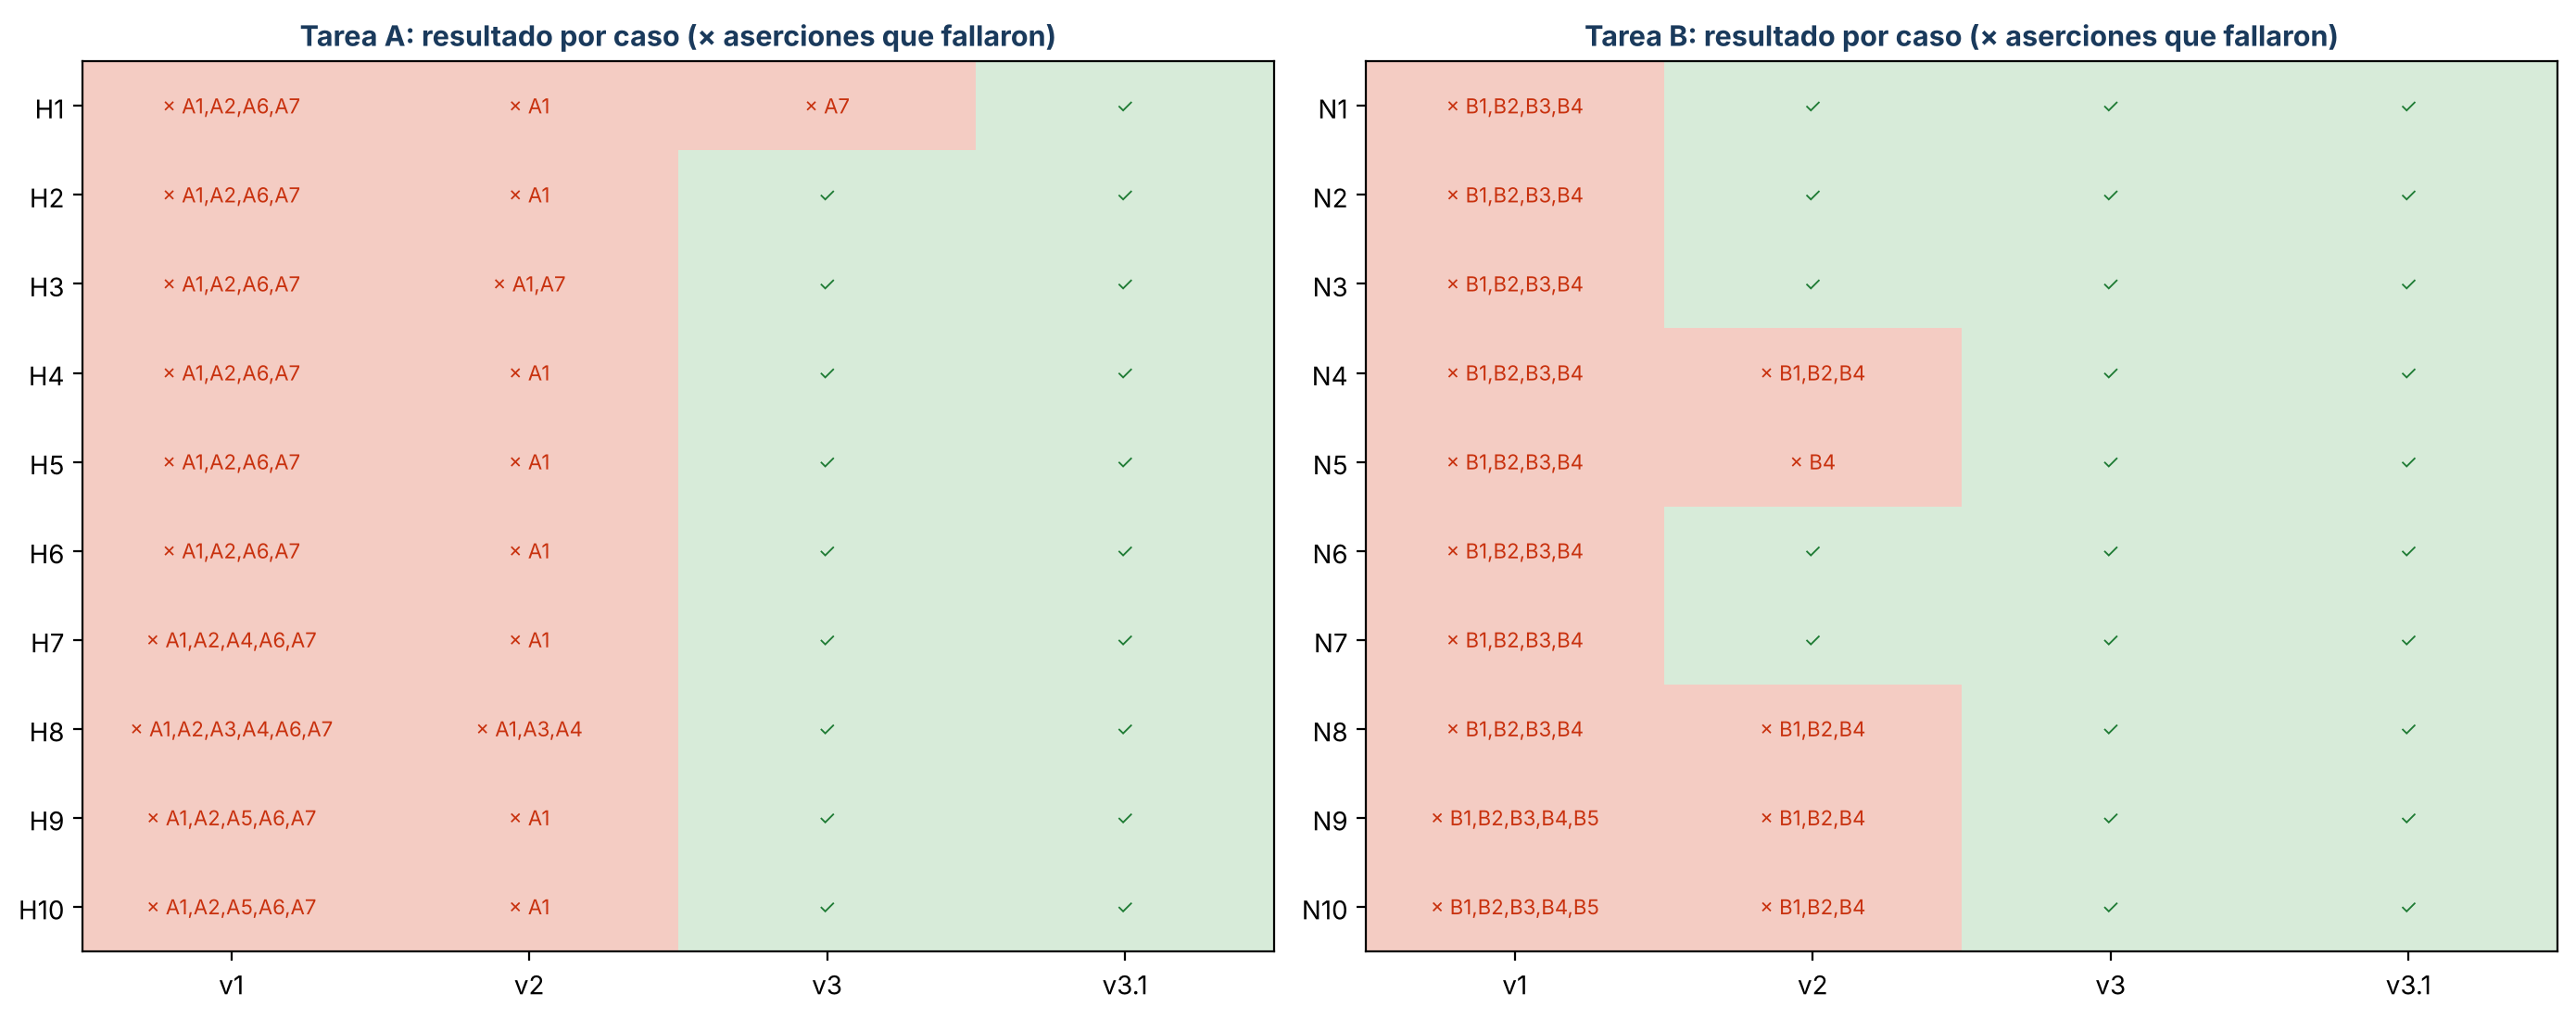 Tarea A: resultado por caso (× aserciones que fallaron)
H1 × A1,A2,A6,A7 × A1 × A7 ✓
H2 × A1,A2,A6,A7 × A1 ✓ ✓
H3 × A1,A2,A6,A7 × A1,A7 ✓ ✓
H4 × A1,A2,A6,A7 × A1 ✓ ✓
H5 × A1,A2,A6,A7 × A1 ✓ ✓
H6 × A1,A2,A6,A7 × A1 ✓ ✓
H7 × A1,A2,A4,A6,A7 × A1 ✓ ✓
H8 × A1,A2,A3,A4,A6,A7 × A1,A3,A4 ✓ ✓
H9 × A1,A2,A5,A6,A7 × A1 ✓ ✓
H10 × A1,A2,A5,A6,A7 × A1 ✓ ✓
v1 v2 v3 v3.1
Tarea B: resultado por caso (× aserciones que fallaron)
N1 × B1,B2,B3,B4 ✓ ✓ ✓
N2 × B1,B2,B3,B4 ✓ ✓ ✓
N3 × B1,B2,B3,B4 ✓ ✓ ✓
N4 × B1,B2,B3,B4 × B1,B2,B4 ✓ ✓
N5 × B1,B2,B3,B4 × B4 ✓ ✓
N6 × B1,B2,B3,B4 ✓ ✓ ✓
N7 × B1,B2,B3,B4 ✓ ✓ ✓
N8 × B1,B2,B3,B4 × B1,B2,B4 ✓ ✓
N9 × B1,B2,B3,B4,B5 × B1,B2,B4 ✓ ✓
N10 × B1,B2,B3,B4,B5 × B1,B2,B4 ✓ ✓
v1 v2 v3 v3.1